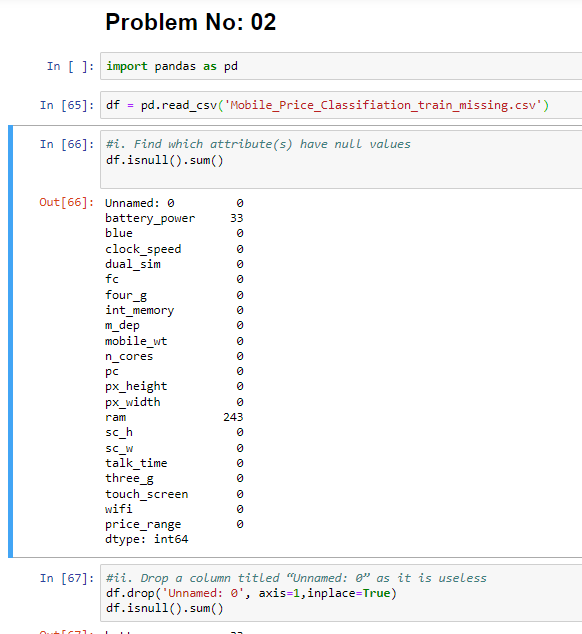 Problem No: 02
In [ ]: import pandas as pd
In [65]: df = pd.read_csv('Mobile_Price_Classifiation_train_missing.csv')
In [66]: #i. Find which attribute(s) have null values
df.isnull().sum()
Out[66]: Unnamed: 0 0
battery_power 33
blue 0
clock_speed 0
dual_sim 0
fc 0
four_g 0
int_memory 0
m_dep 0
mobile_wt 0
n_cores 0
pc 0
px_height 0
px_width 0
ram 243
sc_h 0
sc_w 0
talk_time 0
three_g 0
touch_screen 0
wifi 0
price_range 0
dtype: int64
In [67]: #ii. Drop a column titled “Unnamed: 0” as it is useless
df.drop('Unnamed: 0', axis=1,inplace=True)
df.isnull().sum()